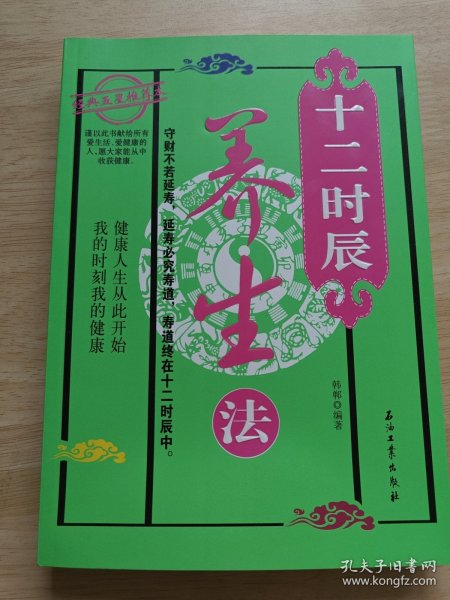 经典五星推荐
谨以此书献给所有
爱生活、爱健康的
人、愿大家能从中
收获健康.
十二时辰
养生
法
守财不若延寿，延寿必究寿道，寿道终在十二时辰中。
健康人生从此开始
我的时刻我的健康
韩郸◎编著
石油工业出版社
孔夫子旧书网
www.kongfz.com